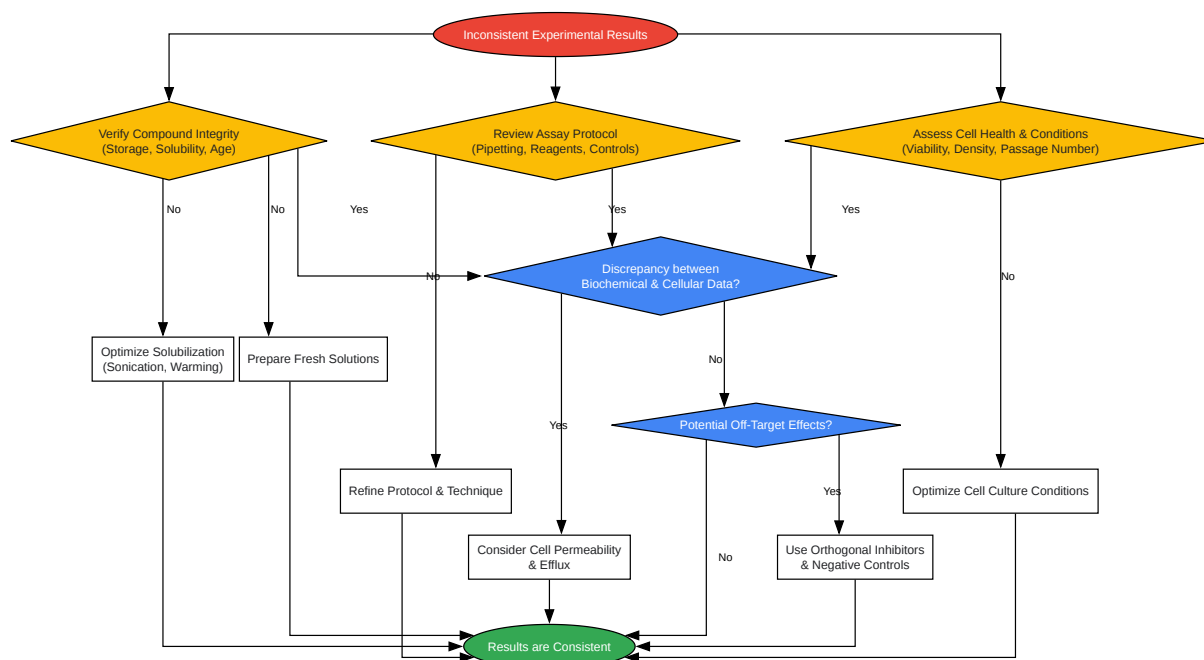 Inconsistent Experimental Results
Verify Compound Integrity
(Storage, Solubility, Age)
Review Assay Protocol
(Pipetting, Reagents, Controls)
Assess Cell Health & Conditions
(Viability, Density, Passage Number)
No
No
Yes
Yes
Yes
Discrepancy between
Biochemical & Cellular Data?
No
No
Optimize Solubilization
(Sonication, Warming)
Prepare Fresh Solutions
No
Yes
Potential Off-Target Effects?
Refine Protocol & Technique
Yes
Optimize Cell Culture Conditions
Consider Cell Permeability
& Efflux
No
Use Orthogonal Inhibitors
& Negative Controls
Results are Consistent